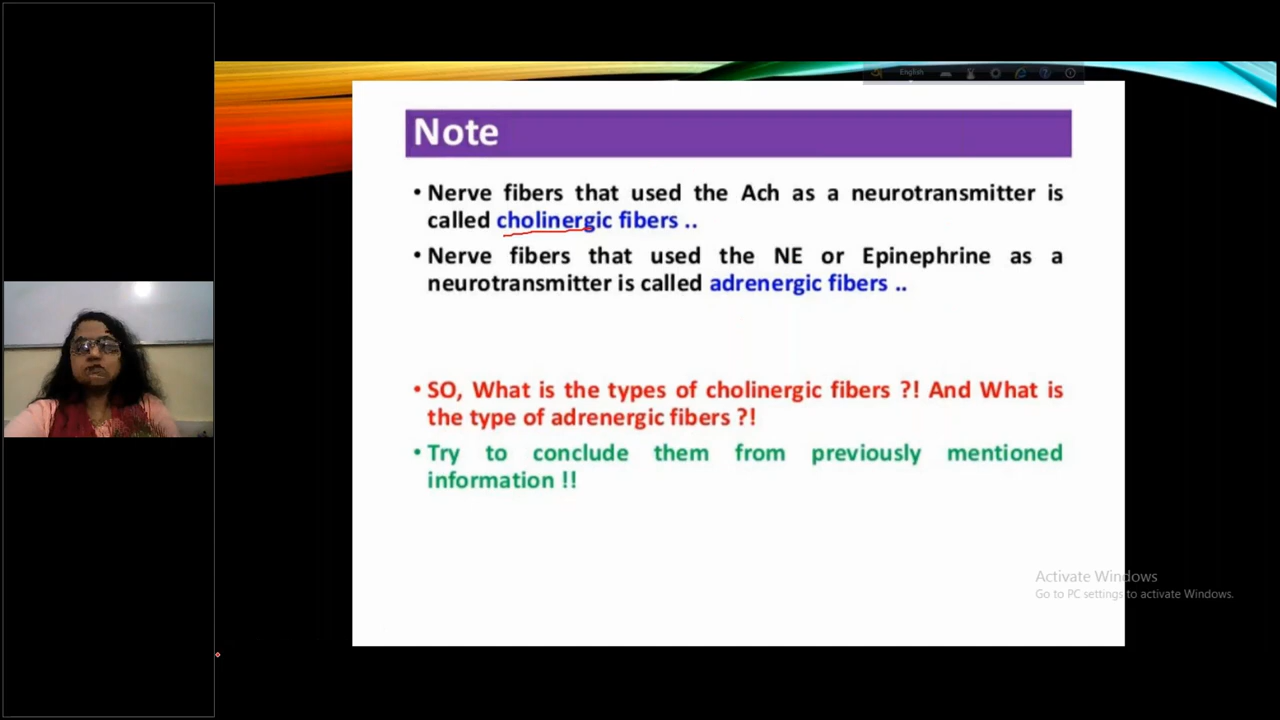 English
Note
• Nerve fibers that used the Ach as a neurotransmitter is
called cholinergic fibers ..
• Nerve fibers that used the NE or Epinephrine as a
neurotransmitter is called adrenergic fibers ..
• SO, What is the types of cholinergic fibers ?! And What is
the type of adrenergic fibers ?!
• Try to conclude them from previously mentioned
information !!
Activate Windows
Go to PC settings to activate Windows.